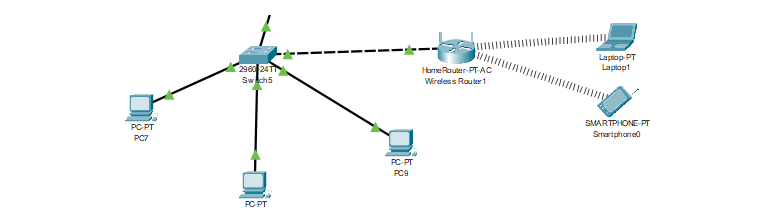 2960-24TT
Switch5
HomeRouter-PT-AC
Wireless Router1
Laptop-PT
Laptop1
SMARTPHONE-PT
Smartphone0
PC-PT
PC7
PC-PT
PC9
PC-PT